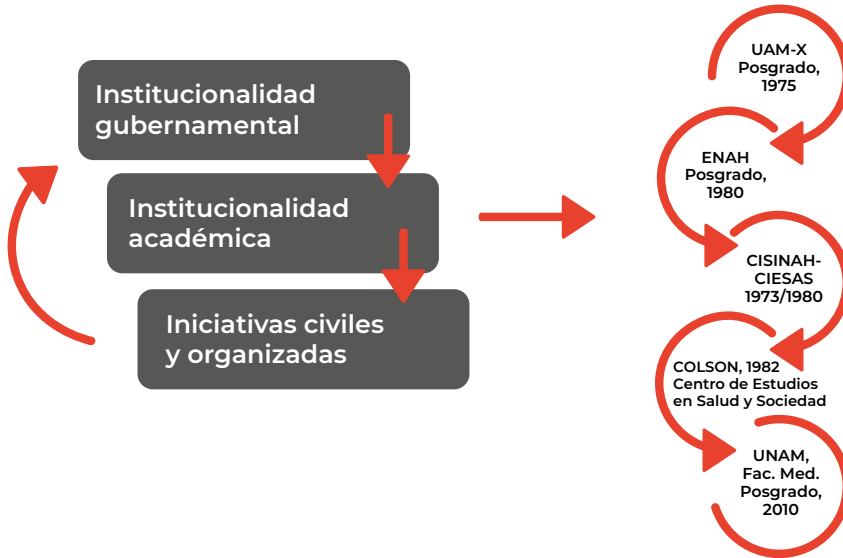 Institucionalidad
gubernamental
Institucionalidad
académica
Iniciativas civiles
y organizadas
UAM-X
Posgrado,
1975
ENAH
Posgrado,
1980
CISINAH-
CIESAS
1973/1980
COLSON, 1982
Centro de Estudios
en Salud y Sociedad
UNAM,
Fac. Med.
Posgrado,
2010